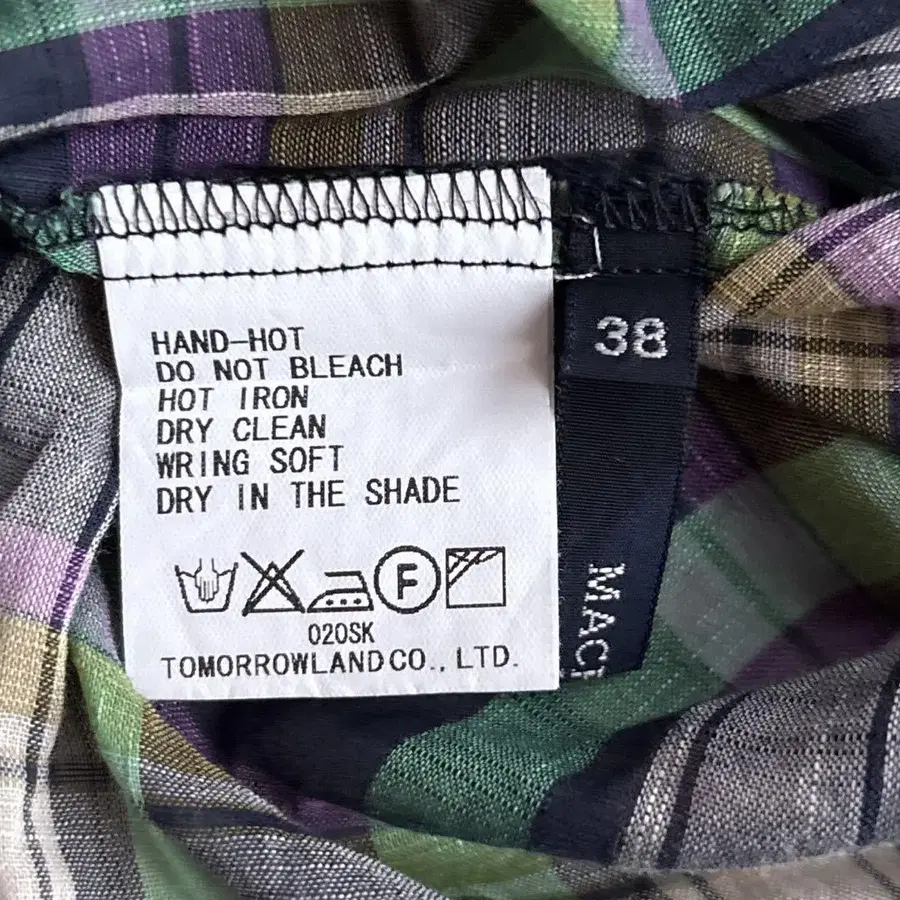 HAND-HOT
DO NOT BLEACH
HOT IRON
DRY CLEAN
WRING SOFT
DRY IN THE SHADE
F
020SK
TOMORROWLAND CO., LTD.
38